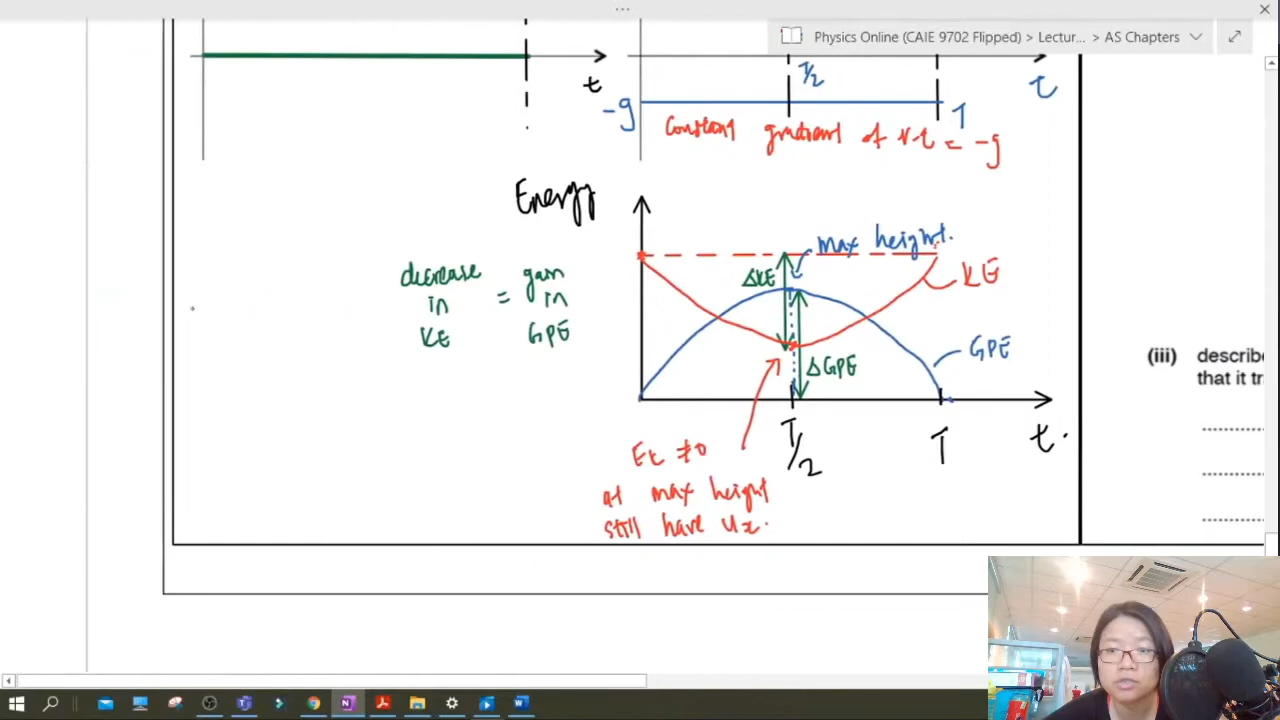 Physics Online (CAIE 9702 Flipped) > Lectur... > AS Chapters
T/2
t
t
-g
T
Constant gradient of v-t = -g
Energy
max height.
decrease in KE = gain in GPE
ΔKE
KE
GPE
ΔGPE
T/2
T
t.
Ek ≠0
at max height
still have ux.
(iii) describe
that it tr